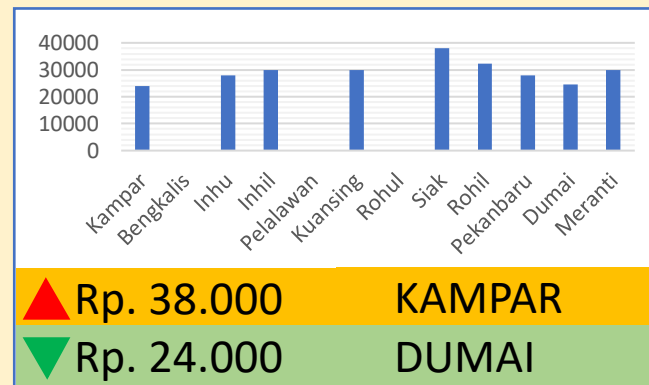 40000
30000
20000
10000
0
Kampar
Bengkalis
Inhu
Inhil
Pelalawan
Kuansing
Rohul
Siak
Rohil
Pekanbaru
Dumai
Meranti
Rp. 38.000 KAMPAR
Rp. 24.000 DUMAI